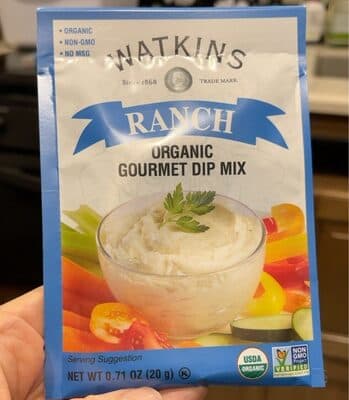 • ORGANIC
• NON-GMO
• NO MSG
WATKINS
Since 1868 TRADE MARK
RANCH
ORGANIC
GOURMET DIP MIX
Serving Suggestion
NET WT 0.71 OZ (20 g)
USDA
ORGANIC
NON
GMO
Project
VERIFIED